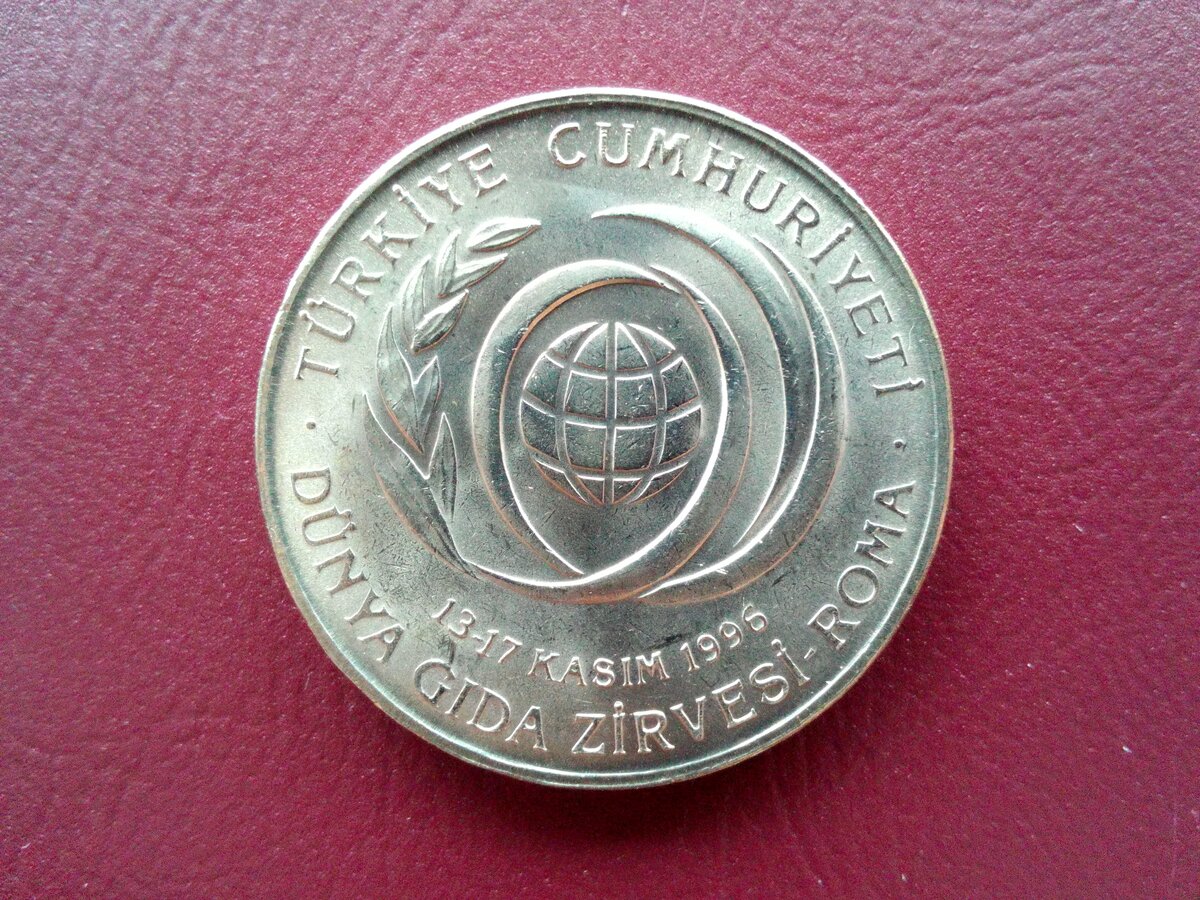 · TÜRKİYE CUMHURİYETİ ·
13-17 KASIM 1996
DÜNYA GIDA ZİRVESİ-ROMA